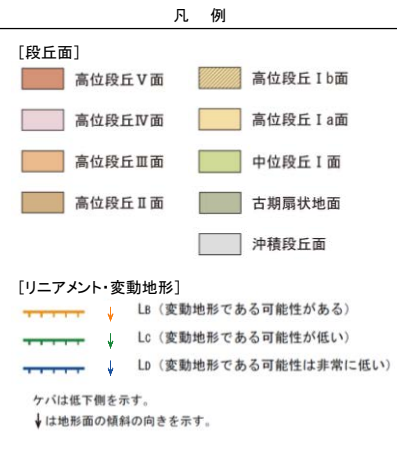 凡 例
[段丘面]
高位段丘Ⅴ面
高位段丘Ⅳ面
高位段丘Ⅲ面
高位段丘Ⅱ面
高位段丘Ⅰb面
高位段丘Ⅰa面
中位段丘Ⅰ面
古期扇状地面
沖積段丘面
[リニアメント・変動地形]
LB（変動地形である可能性がある）
LC（変動地形である可能性が低い）
LD（変動地形である可能性は非常に低い）
ケバは低下側を示す。
↓は地形面の傾斜の向きを示す。